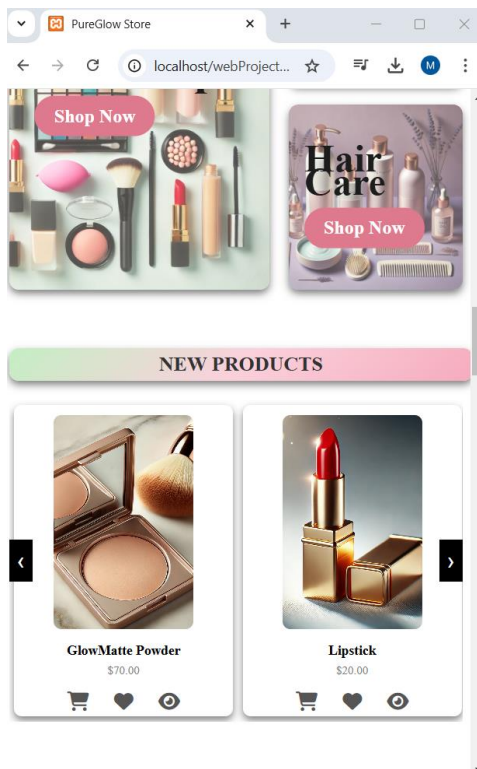 PureGlow Store
localhost/webProject...
M
Shop Now
Hair
Care
Shop Now
NEW PRODUCTS
GlowMatte Powder
$70.00
Lipstick
$20.00